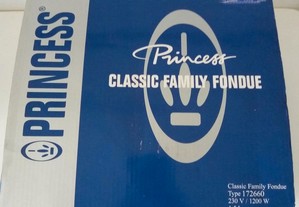 PRINCESS®
Princess
CLASSIC FAMILY FONDUE
Classic Family Fondue
Type 172660
230 V / 1200 W